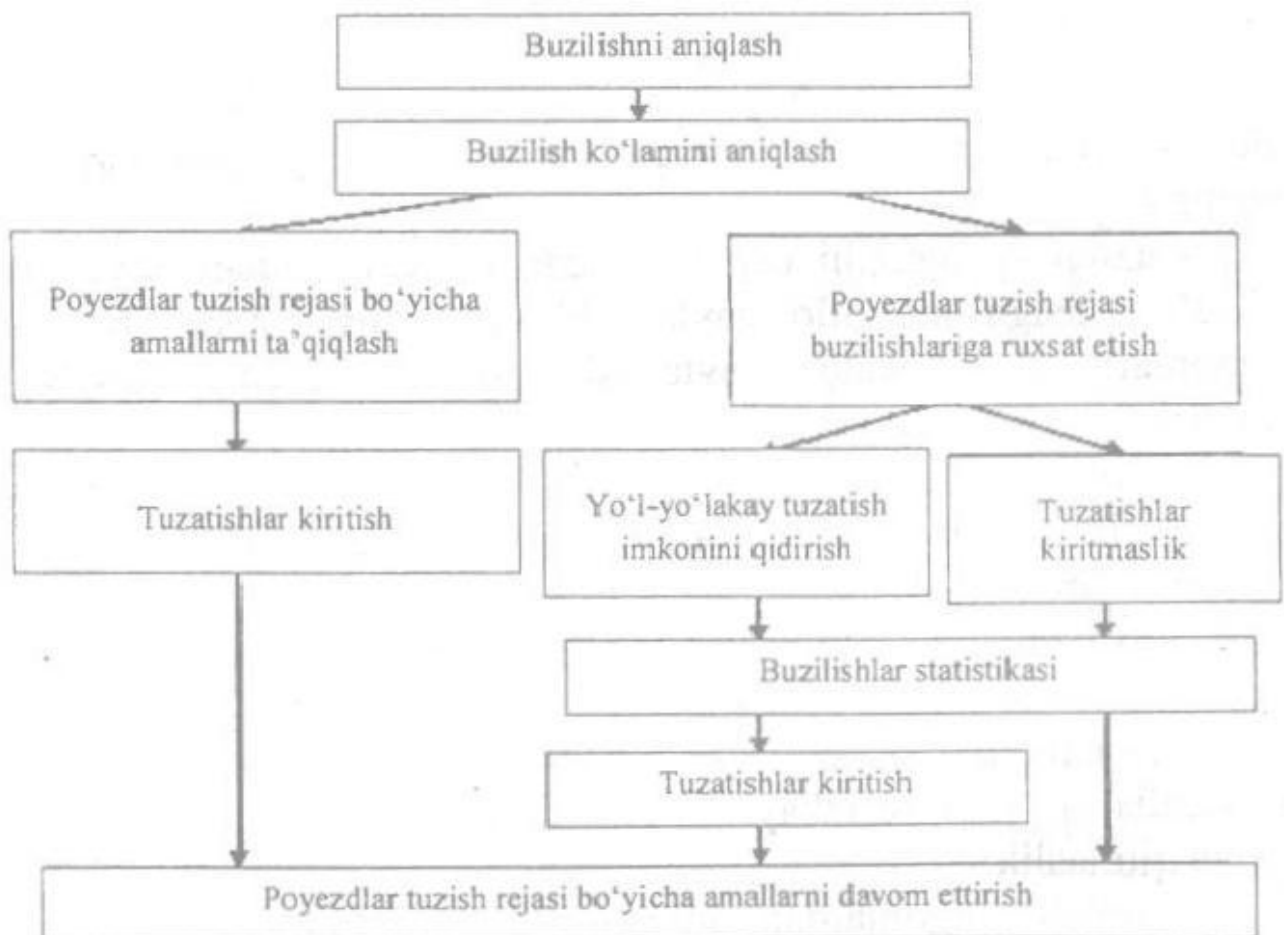 Buzilishni aniqlash
Buzilish ko‘lamini aniqlash
Poyezdlar tuzish rejasi bo‘yicha
amallarni ta’qiqlash
Poyezdlar tuzish rejasi
buzilishlariga ruxsat etish
Tuzatishlar kiritish
Yo‘l-yo‘lakay tuzatish
imkonini qidirish
Tuzatishlar
kiritmaslik
Buzilishlar statistikasi
Tuzatishlar kiritish
Poyezdlar tuzish rejasi bo‘yicha amallarni davom ettirish